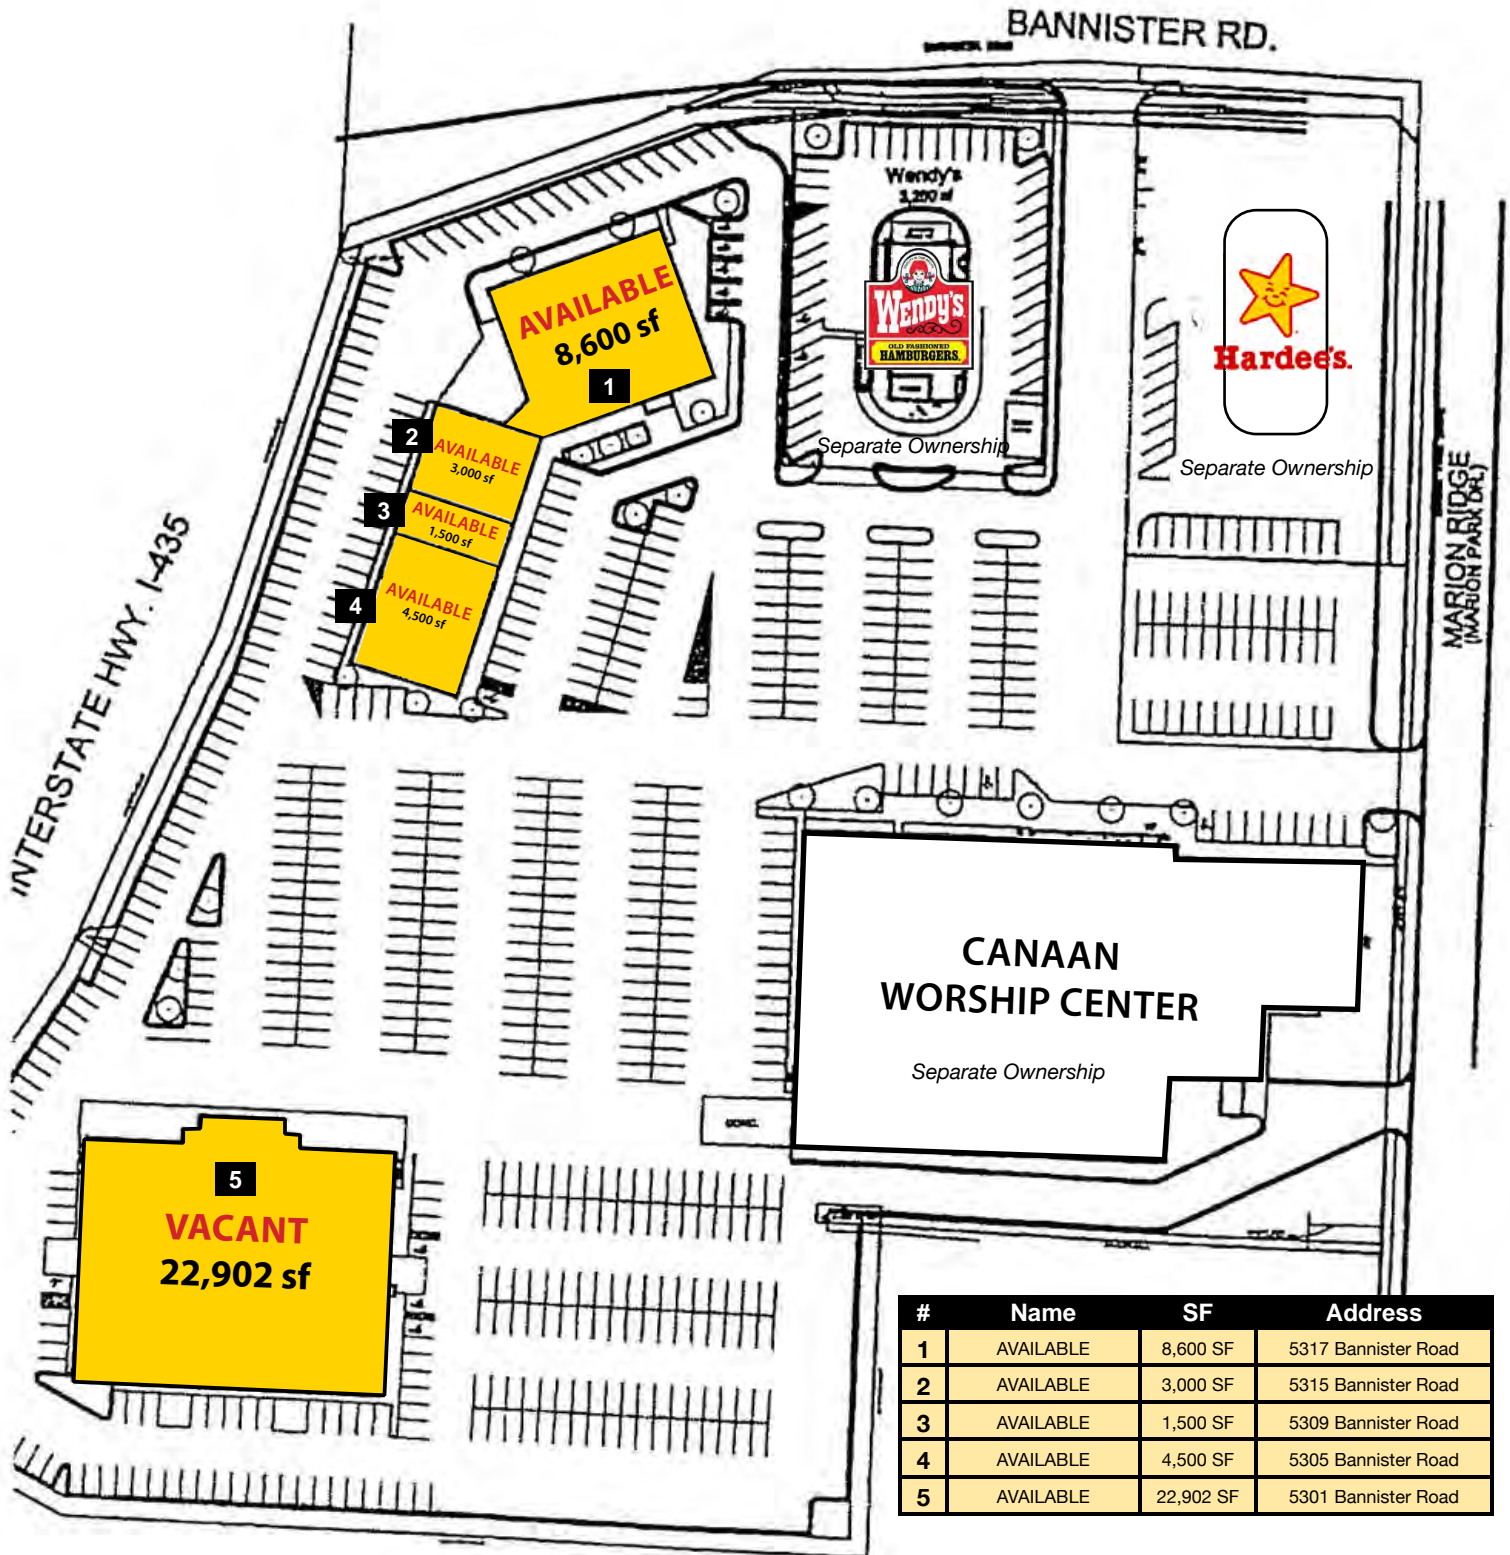 BANNISTER RD.
Wendy's
3,200 sf
WENDY'S
OLD FASHIONED
HAMBURGERS.
Separate Ownership
Hardee's.
Separate Ownership
MARION RIDGE
(MARION PARK DR.)
INTERSTATE HWY. I-435
AVAILABLE
8,600 sf
1
2
AVAILABLE
3,000 sf
3
AVAILABLE
1,500 sf
4
AVAILABLE
4,500 sf
CANAAN
WORSHIP CENTER
Separate Ownership
CONC.
5
VACANT
22,902 sf
# Name SF Address
1 AVAILABLE 8,600 SF 5317 Bannister Road
2 AVAILABLE 3,000 SF 5315 Bannister Road
3 AVAILABLE 1,500 SF 5309 Bannister Road
4 AVAILABLE 4,500 SF 5305 Bannister Road
5 AVAILABLE 22,902 SF 5301 Bannister Road